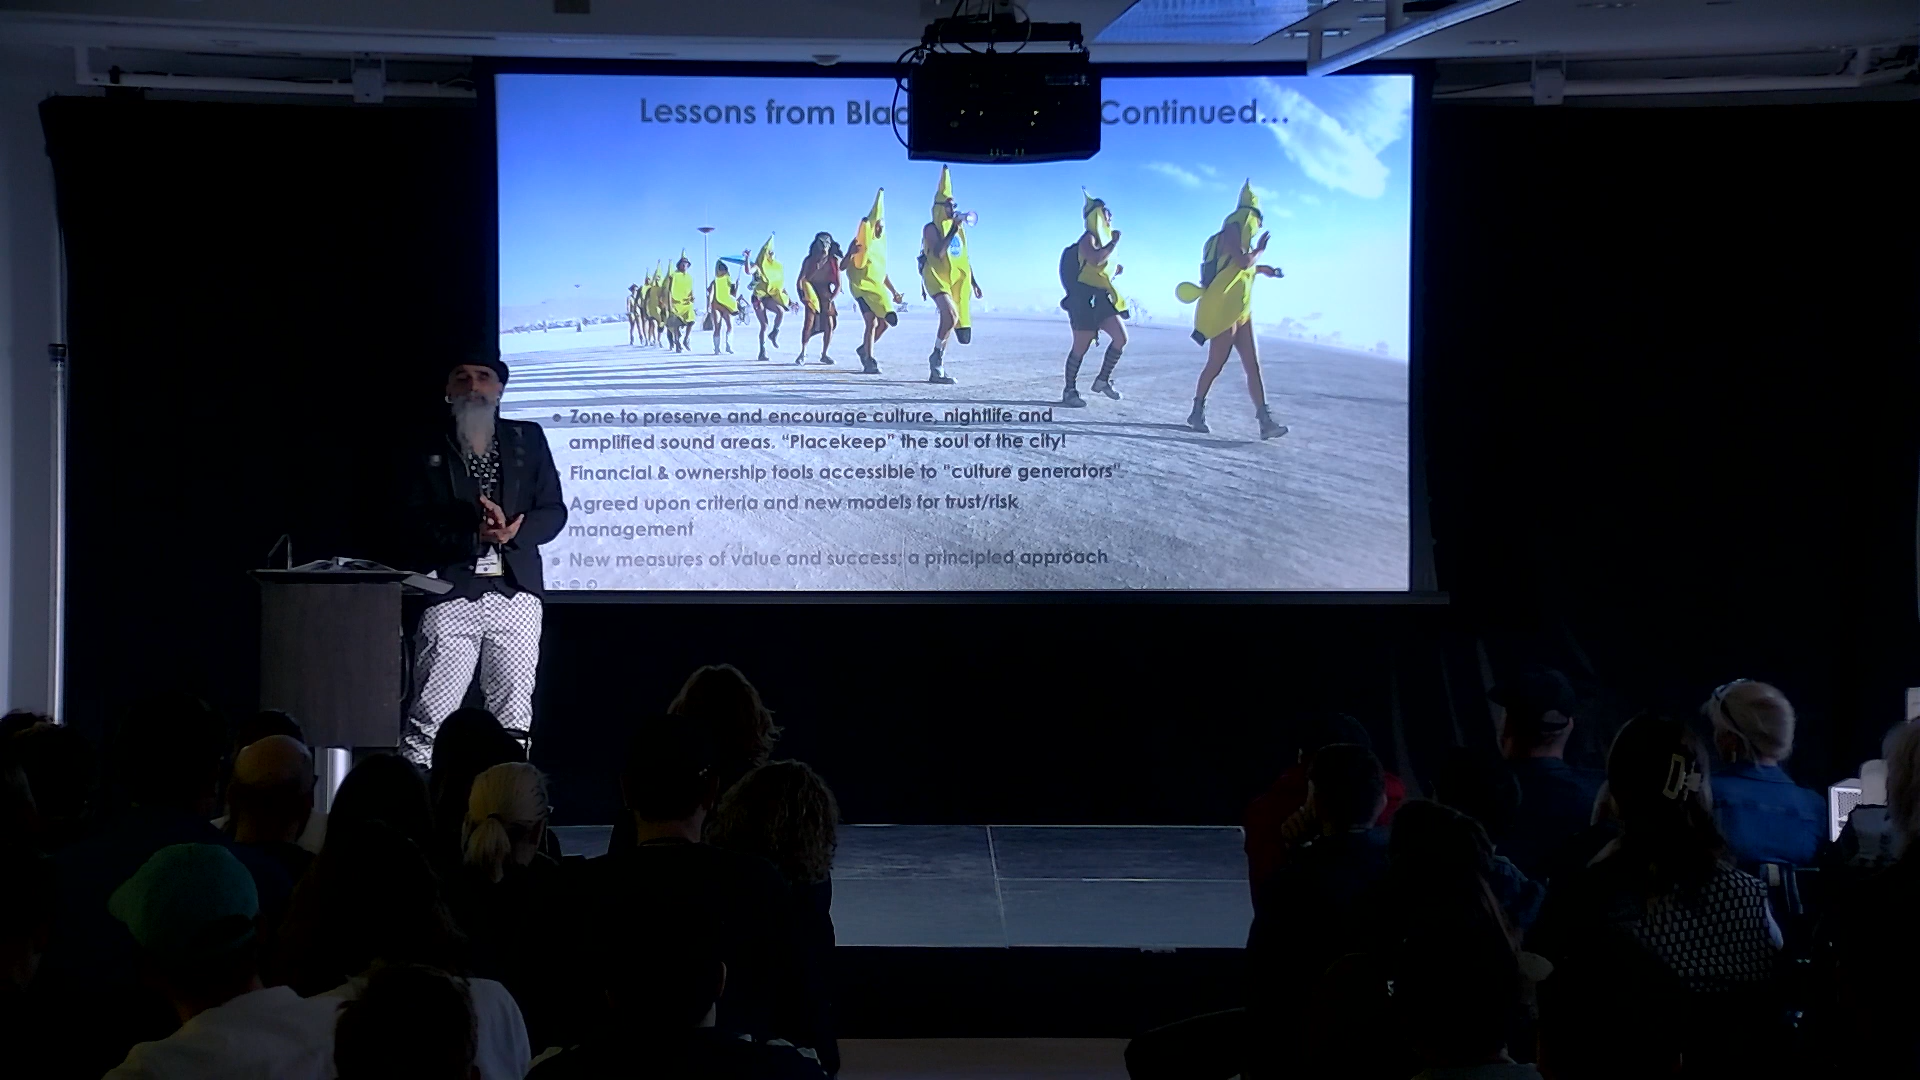 Lessons from Continued...
• Zone to preserve and encourage culture, nightlife and
amplified sound areas. "Placekeep" the soul of the city!
Financial & ownership tools accessible to "culture generators"
Agreed upon criteria and new models for trust/risk
management
• New measures of value and success; a principled approach